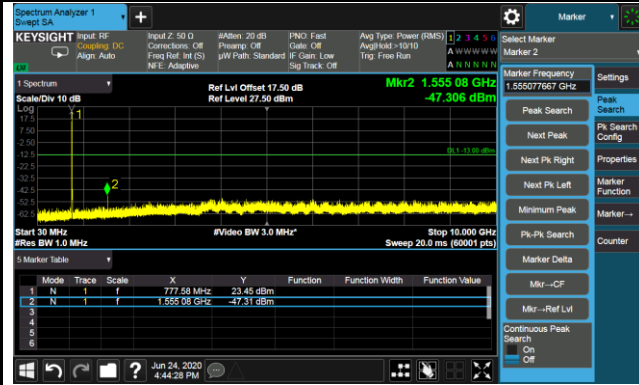 Spectrum Analyzer 1
Swept SA
+
Marker
KEYSIGHT
Input: RF
Coupling: DC
Align: Auto
Input Z: 50 Ω
Corrections: Off
Freq Ref: Int (S)
NFE: Adaptive
#Atten: 20 dB
Preamp: Off
µW Path: Standard
PNO: Fast
Gate: Off
IF Gain: Low
Sig Track: Off
Avg Type: Power (RMS)
Avg|Hold:>10/10
Trig: Free Run
1 2 3 4 5 6
A W W W W W
A N N N N N
Select Marker
Marker 2
1 Spectrum
Scale/Div 10 dB
Ref Lvl Offset 17.50 dB
Ref Level 27.50 dBm
Mkr2 1.555 08 GHz
-47.306 dBm
Log
17.5
7.50
-2.50
-12.5
-22.5
-32.5
-42.5
-52.5
-62.5
1
2
DL1 -13.00 dBm
Start 30 MHz
#Res BW 1.0 MHz
#Video BW 3.0 MHz*
Stop 10.000 GHz
Sweep 20.0 ms (60001 pts)
5 Marker Table
Mode Trace Scale X Y Function Function Width Function Value
1 N 1 f 777.58 MHz 23.45 dBm
2 N 1 f 1.555 08 GHz -47.31 dBm
3
4
5
6
Marker Frequency
1.555077667 GHz
Peak Search
Next Peak
Next Pk Right
Next Pk Left
Minimum Peak
Pk-Pk Search
Marker Delta
Mkr→CF
Mkr→Ref Lvl
Continuous Peak
Search
On
Off
Settings
Peak
Search
Pk Search
Config
Properties
Marker
Function
Marker→
Counter
?
Jun 24, 2020
4:44:28 PM